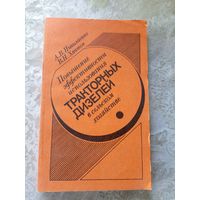 А.В. Николаенко
В.Н. Хватов
Повышение
эффективности
использования
ТРАКТОРНЫХ
ДИЗЕЛЕЙ
в сельском
хозяйстве